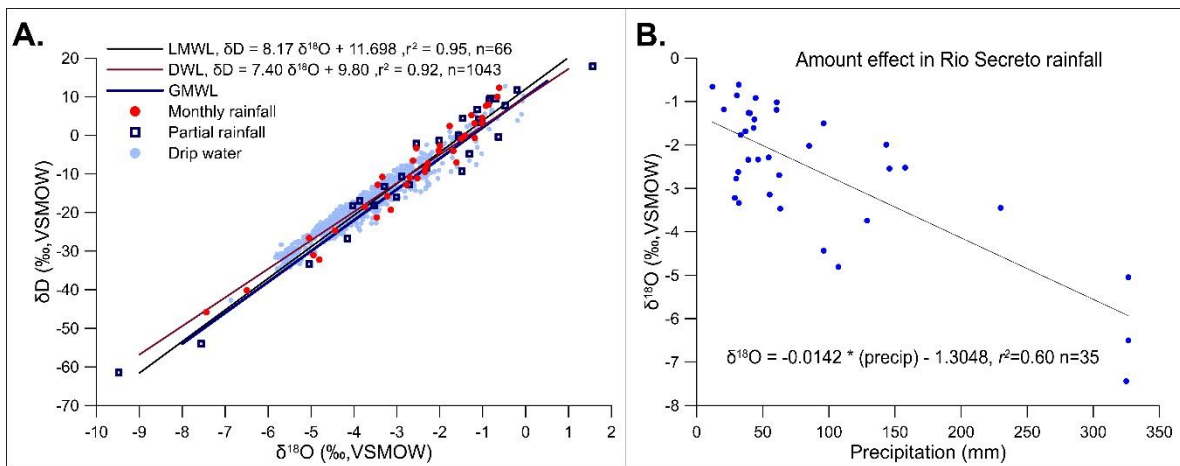 A.
LMWL, δD = 8.17 δ¹⁸O + 11.698 ,r² = 0.95, n=66
DWL, δD = 7.40 δ¹⁸O + 9.80 ,r² = 0.92, n=1043
GMWL
Monthly rainfall
Partial rainfall
Drip water
20
10
0
-10
-20
-30
-40
-50
-60
-70
δD (‰,VSMOW)
-10 -9 -8 -7 -6 -5 -4 -3 -2 -1 0 1 2
δ¹⁸O (‰,VSMOW)
B.
Amount effect in Rio Secreto rainfall
0
-1
-2
-3
-4
-5
-6
-7
-8
δ¹⁸O (‰,VSMOW)
δ¹⁸O = -0.0142 * (precip) - 1.3048, r²=0.60 n=35
0 50 100 150 200 250 300 350
Precipitation (mm)